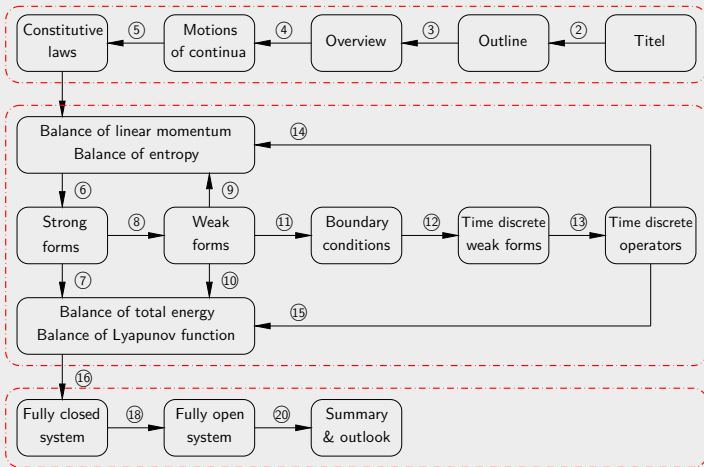 Constitutive
laws
⑤
Motions
of continua
④
Overview
③
Outline
②
Titel
Balance of linear momentum
Balance of entropy
⑭
⑥
⑨
Strong
forms
⑧
Weak
forms
⑪
Boundary
conditions
⑫
Time discrete
weak forms
⑬
Time discrete
operators
⑦
⑩
Balance of total energy
Balance of Lyapunov function
⑮
⑯
Fully closed
system
⑱
Fully open
system
⑳
Summary
& outlook